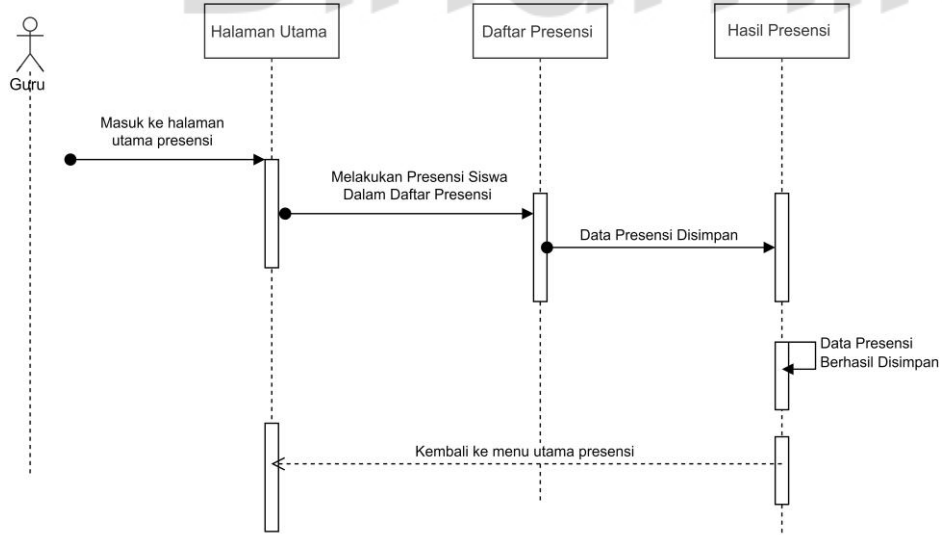 Halaman Utama
Daftar Presensi
Hasil Presensi
Guru
Masuk ke halaman
utama presensi
Melakukan Presensi Siswa
Dalam Daftar Presensi
Data Presensi Disimpan
Data Presensi
Berhasil Disimpan
Kembali ke menu utama presensi